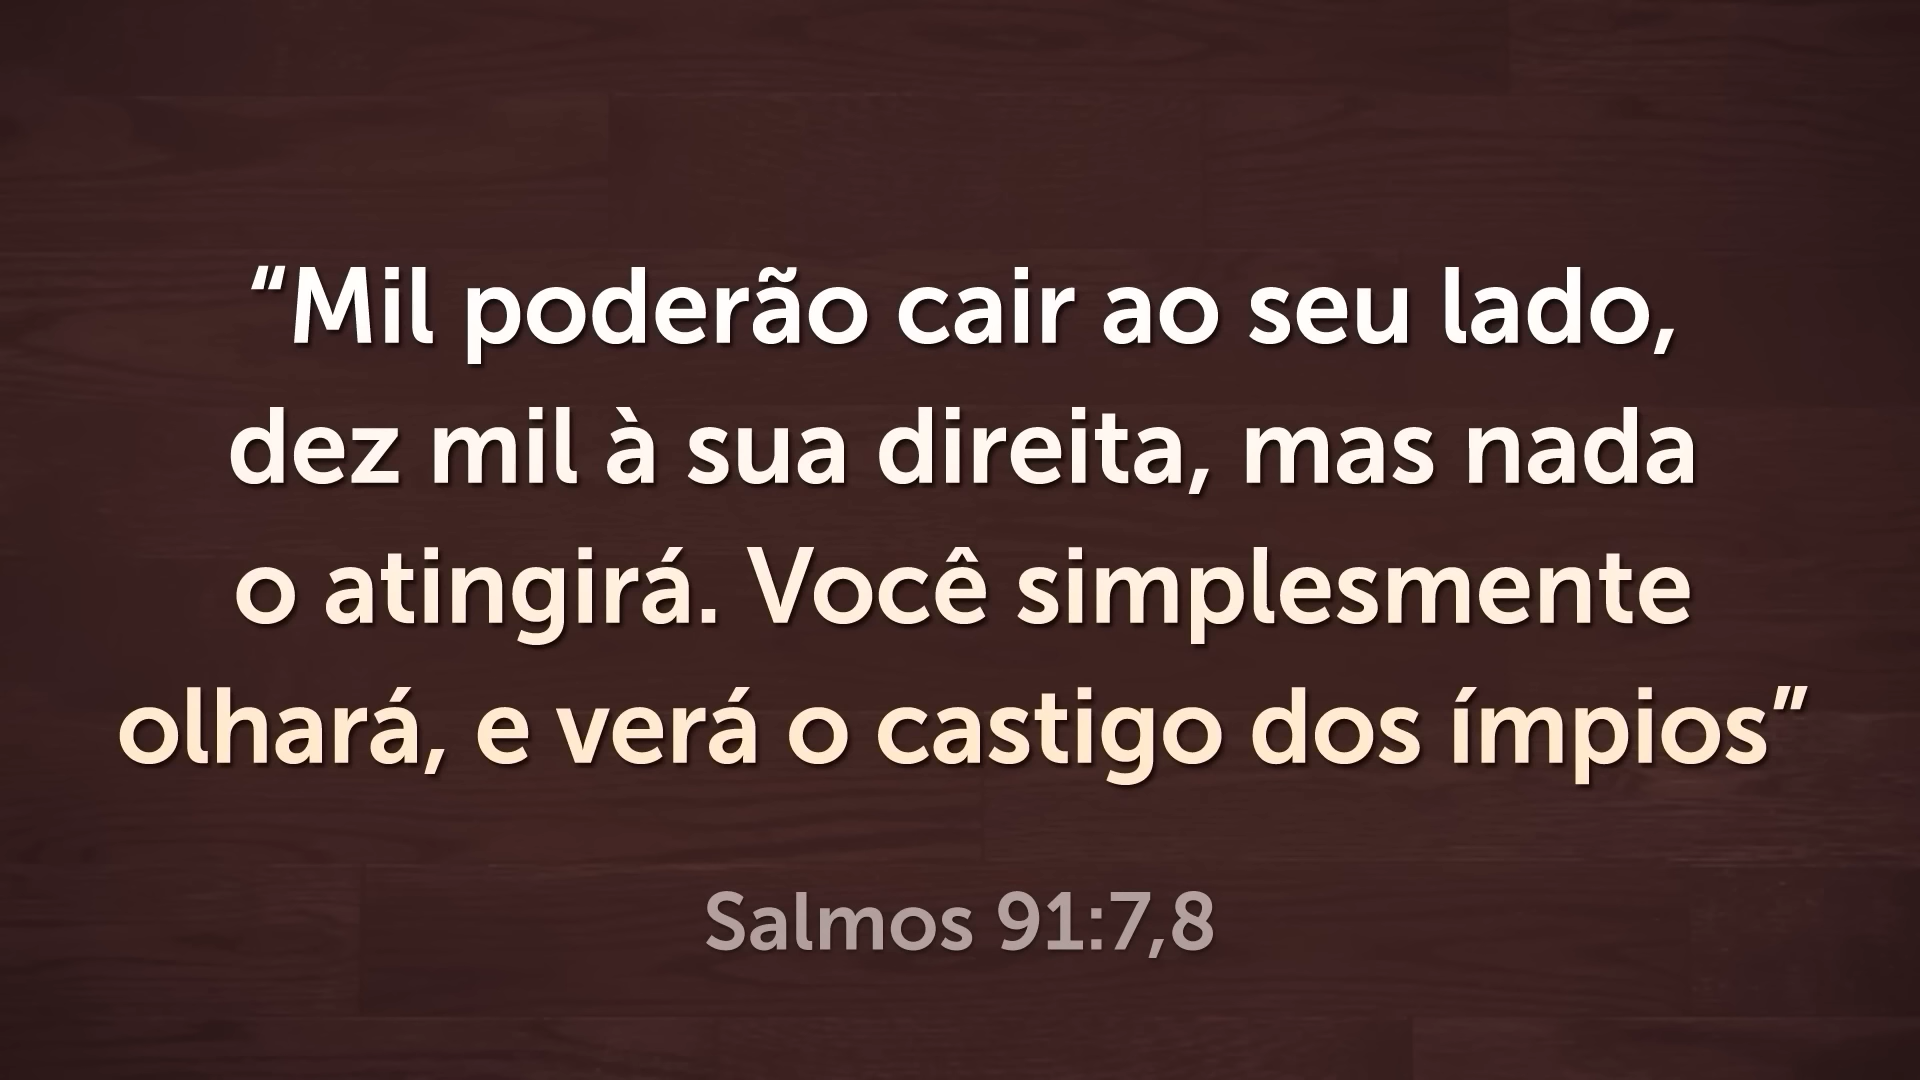 “Mil poderão cair ao seu lado,
dez mil à sua direita, mas nada
o atingirá. Você simplesmente
olhará, e verá o castigo dos ímpios”
Salmos 91:7,8